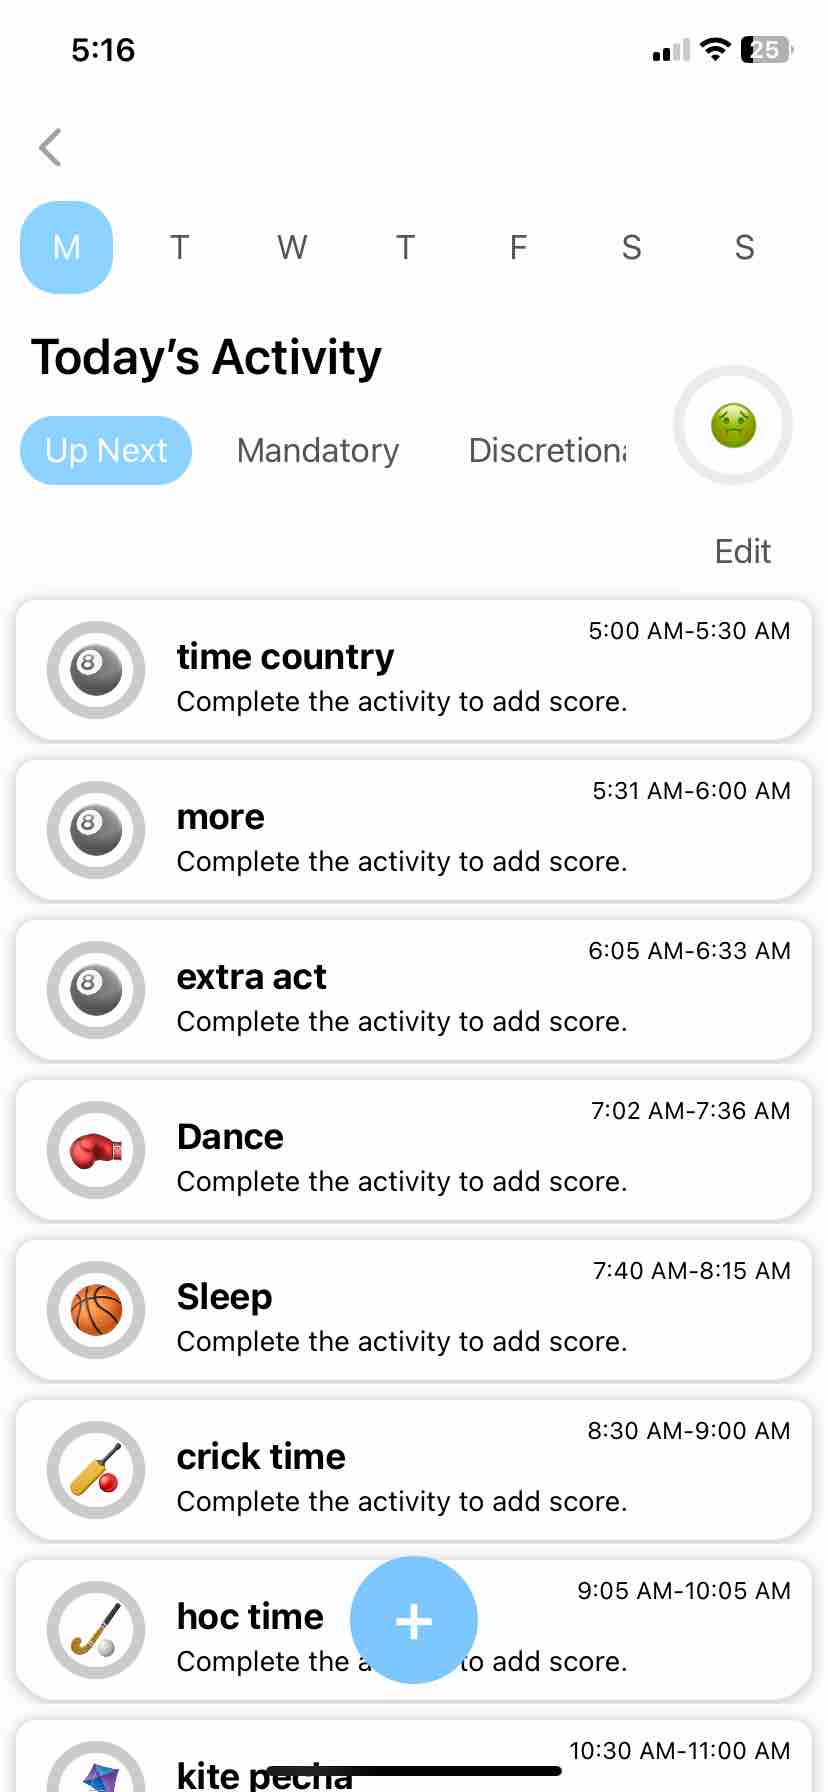 5:16
25
M T W T F S S
Today's Activity
Up Next Mandatory Discretiona
Edit
5:00 AM-5:30 AM
time country
Complete the activity to add score.
5:31 AM-6:00 AM
more
Complete the activity to add score.
6:05 AM-6:33 AM
extra act
Complete the activity to add score.
7:02 AM-7:36 AM
Dance
Complete the activity to add score.
7:40 AM-8:15 AM
Sleep
Complete the activity to add score.
8:30 AM-9:00 AM
crick time
Complete the activity to add score.
9:05 AM-10:05 AM
hoc time
Complete the a to add score.
10:30 AM-11:00 AM
kite pecha